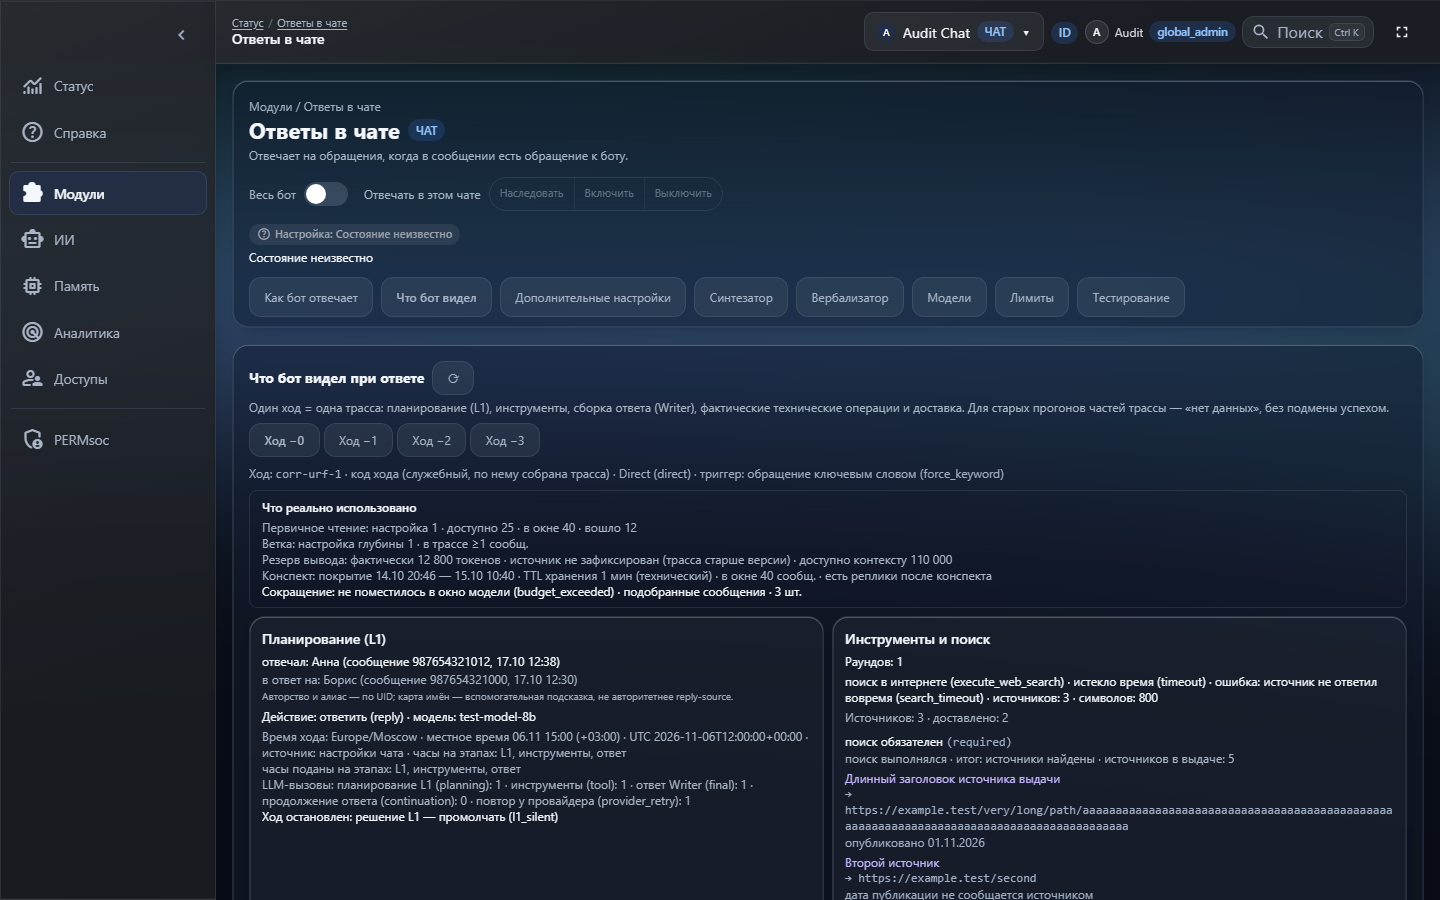 Статус / Ответы в чате
Ответы в чате
A Audit Chat ЧАТ ▾ ID A Audit global_admin Поиск Ctrl K
Статус
Справка
Модули
ИИ
Память
Аналитика
Доступы
PERMsoc
Модули / Ответы в чате
Ответы в чате ЧАТ
Отвечает на обращения, когда в сообщении есть обращение к боту.
Весь бот Отвечать в этом чате Наследовать Включить Выключить
Настройка: Состояние неизвестно
Состояние неизвестно
Как бот отвечает Что бот видел Дополнительные настройки Синтезатор Вербализатор Модели Лимиты Тестирование
Что бот видел при ответе
Один ход = одна трасса: планирование (L1), инструменты, сборка ответа (Writer), фактические технические операции и доставка. Для старых прогонов частей трассы — «нет данных», без подмены успехом.
Ход −0 Ход −1 Ход −2 Ход −3
Ход: corr-urf-1 · код хода (служебный, по нему собрана трасса) · Direct (direct) · триггер: обращение ключевым словом (force_keyword)
Что реально использовано
Первичное чтение: настройка 1 · доступно 25 · в окне 40 · вошло 12
Ветка: настройка глубины 1 · в трассе ≥1 сообщ.
Резерв вывода: фактически 12 800 токенов · источник не зафиксирован (трасса старше версии) · доступно контексту 110 000
Конспект: покрытие 14.10 20:46 — 15.10 10:40 · TTL хранения 1 мин (технический) · в окне 40 сообщ. · есть реплики после конспекта
Сокращение: не поместилось в окно модели (budget_exceeded) · подобранные сообщения · 3 шт.
Планирование (L1)
отвечал: Анна (сообщение 987654321012, 17.10 12:38)
в ответ на: Борис (сообщение 987654321000, 17.10 12:30)
Авторство и алиас — по UID; карта имён — вспомогательная подсказка, не авторитетнее reply-source.
Действие: ответить (reply) · модель: test-model-8b
Время хода: Europe/Moscow · местное время 06.11 15:00 (+03:00) · UTC 2026-11-06T12:00:00+00:00 ·
источник: настройки чата · часы на этапах: L1, инструменты, ответ
часы поданы на этапах: L1, инструменты, ответ
LLM-вызовы: планирование L1 (planning): 1 · инструменты (tool): 1 · ответ Writer (final): 1 ·
продолжение ответа (continuation): 0 · повтор у провайдера (provider_retry): 1
Ход остановлен: решение L1 — промолчать (l1_silent)
Инструменты и поиск
Раундов: 1
поиск в интернете (execute_web_search) · истекло время (timeout) · ошибка: источник не ответил
вовремя (search_timeout) · источников: 3 · символов: 800
Источников: 3 · доставлено: 2
поиск обязателен (required)
поиск выполнялся · итог: источники найдены · источников в выдаче: 5
Длинный заголовок источника выдачи
→
https://example.test/very/long/path/aaaaaaaaaaaaaaaaaaaaaaaaaaaaaaaaaaaaaaaaaaaaaaa
aaaaaaaaaaaaaaaaaaaaaaaaaaaaaaaaaaaaaaaaaaa
опубликовано 01.11.2026
Второй источник
→ https://example.test/second
дата публикации не сообщается источником